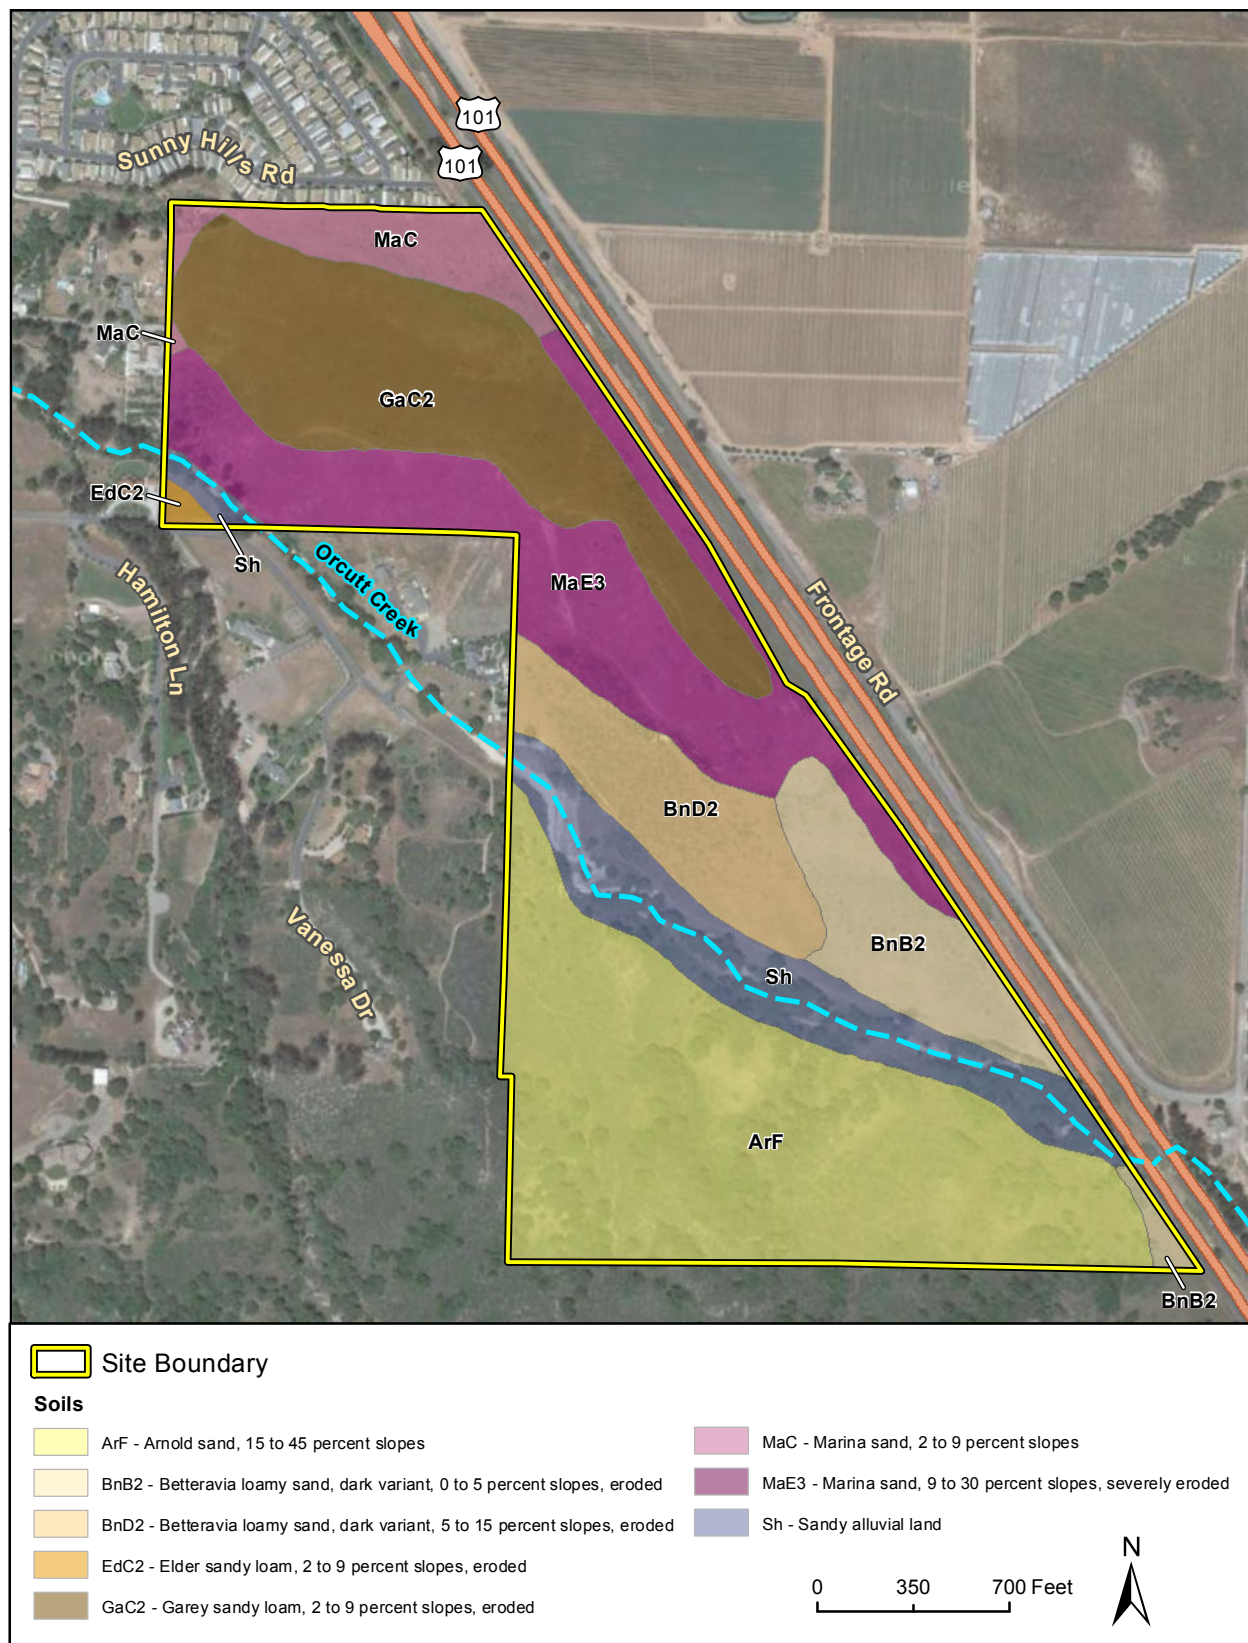 101
101
Sunny Hills Rd
MaC
MaC
GaC2
EdC2
Sh
Orcutt Creek
MaE3
Hamilton Ln
Frontage Rd
BnD2
Vanessa Dr
BnB2
Sh
ArF
BnB2
Site Boundary
Soils
ArF - Arnold sand, 15 to 45 percent slopes
BnB2 - Betteravia loamy sand, dark variant, 0 to 5 percent slopes, eroded
BnD2 - Betteravia loamy sand, dark variant, 5 to 15 percent slopes, eroded
EdC2 - Elder sandy loam, 2 to 9 percent slopes, eroded
GaC2 - Garey sandy loam, 2 to 9 percent slopes, eroded
MaC - Marina sand, 2 to 9 percent slopes
MaE3 - Marina sand, 9 to 30 percent slopes, severely eroded
Sh - Sandy alluvial land
N
0 350 700 Feet